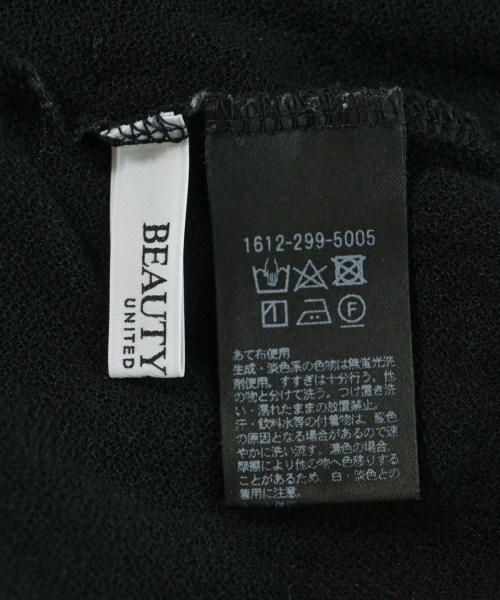 BEAUTY
UNITED
1612-299-5005
F
あて布使用
生成・淡色系の色物は無蛍光洗
剤使用。すすぎは十分行う。他
の物と分けて洗う。つけ置き洗
い・濡れたままの放置禁止。
汗・飲料水等の付着物は、変色
の原因となる場合があるので速
やかに洗い流す。濃色の場合、
摩擦により他の物へ色移りする
ことがあるため、白・淡色との
着用に注意。